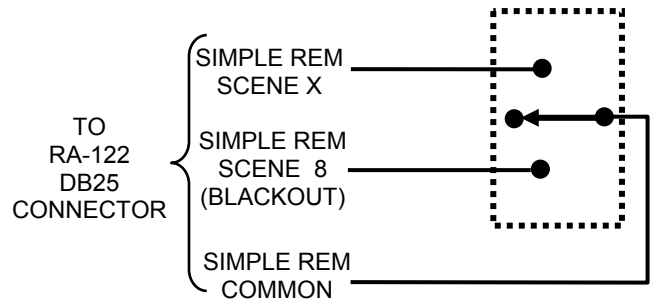 SIMPLE REM
SCENE X
TO
RA-122
DB25
CONNECTOR
SIMPLE REM
SCENE 8
(BLACKOUT)
SIMPLE REM
COMMON